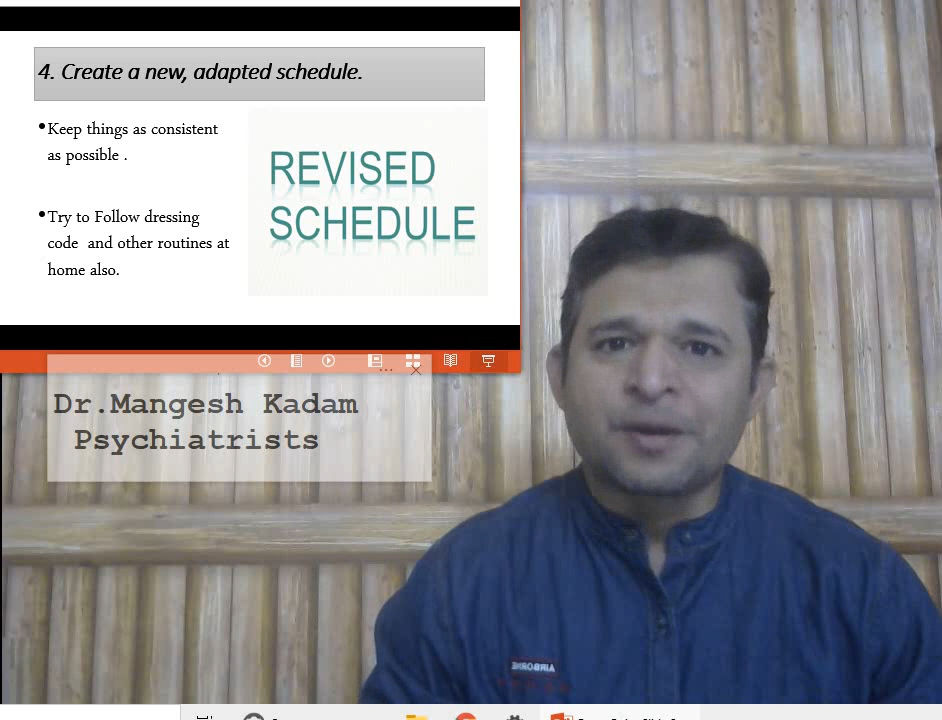 4. Create a new, adapted schedule.
•Keep things as consistent
as possible .
•Try to Follow dressing
code and other routines at
home also.
REVISED
SCHEDULE
Dr.Mangesh Kadam
Psychiatrists
AIRBORNE